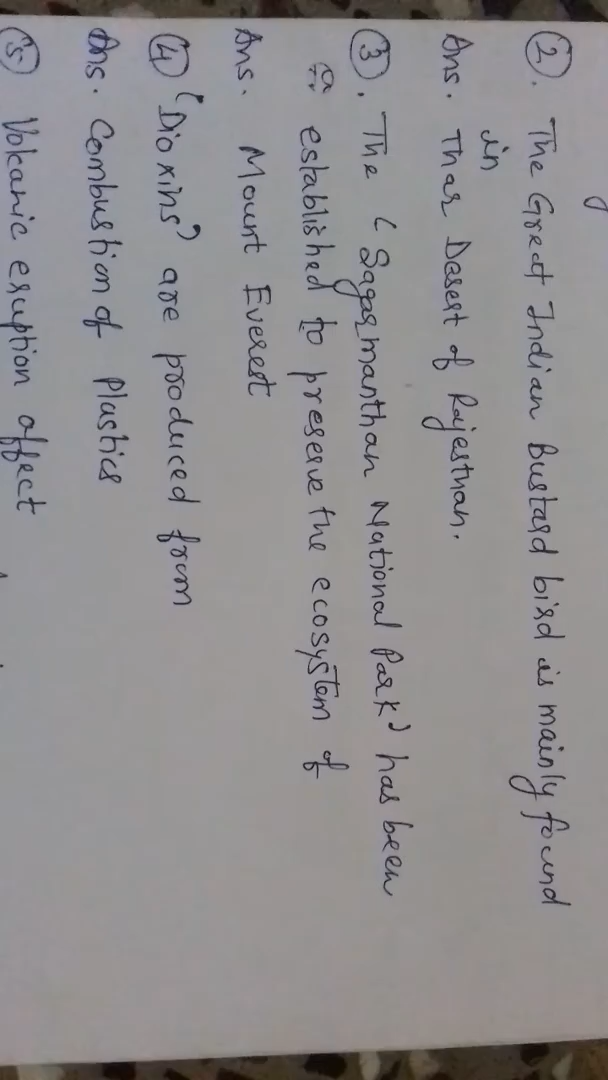 ②. The Great Indian Bustard bird is mainly found
in
Ans. Thar Desert of Rajesthan.
③. The 'Sagarmanthan National Park' has been
established to preserve the ecosystem of
Ans. Mount Everest
④ 'Dioxins' are produced from
Ans. Combustion of Plastics
⑤ Volcanic eruption affect